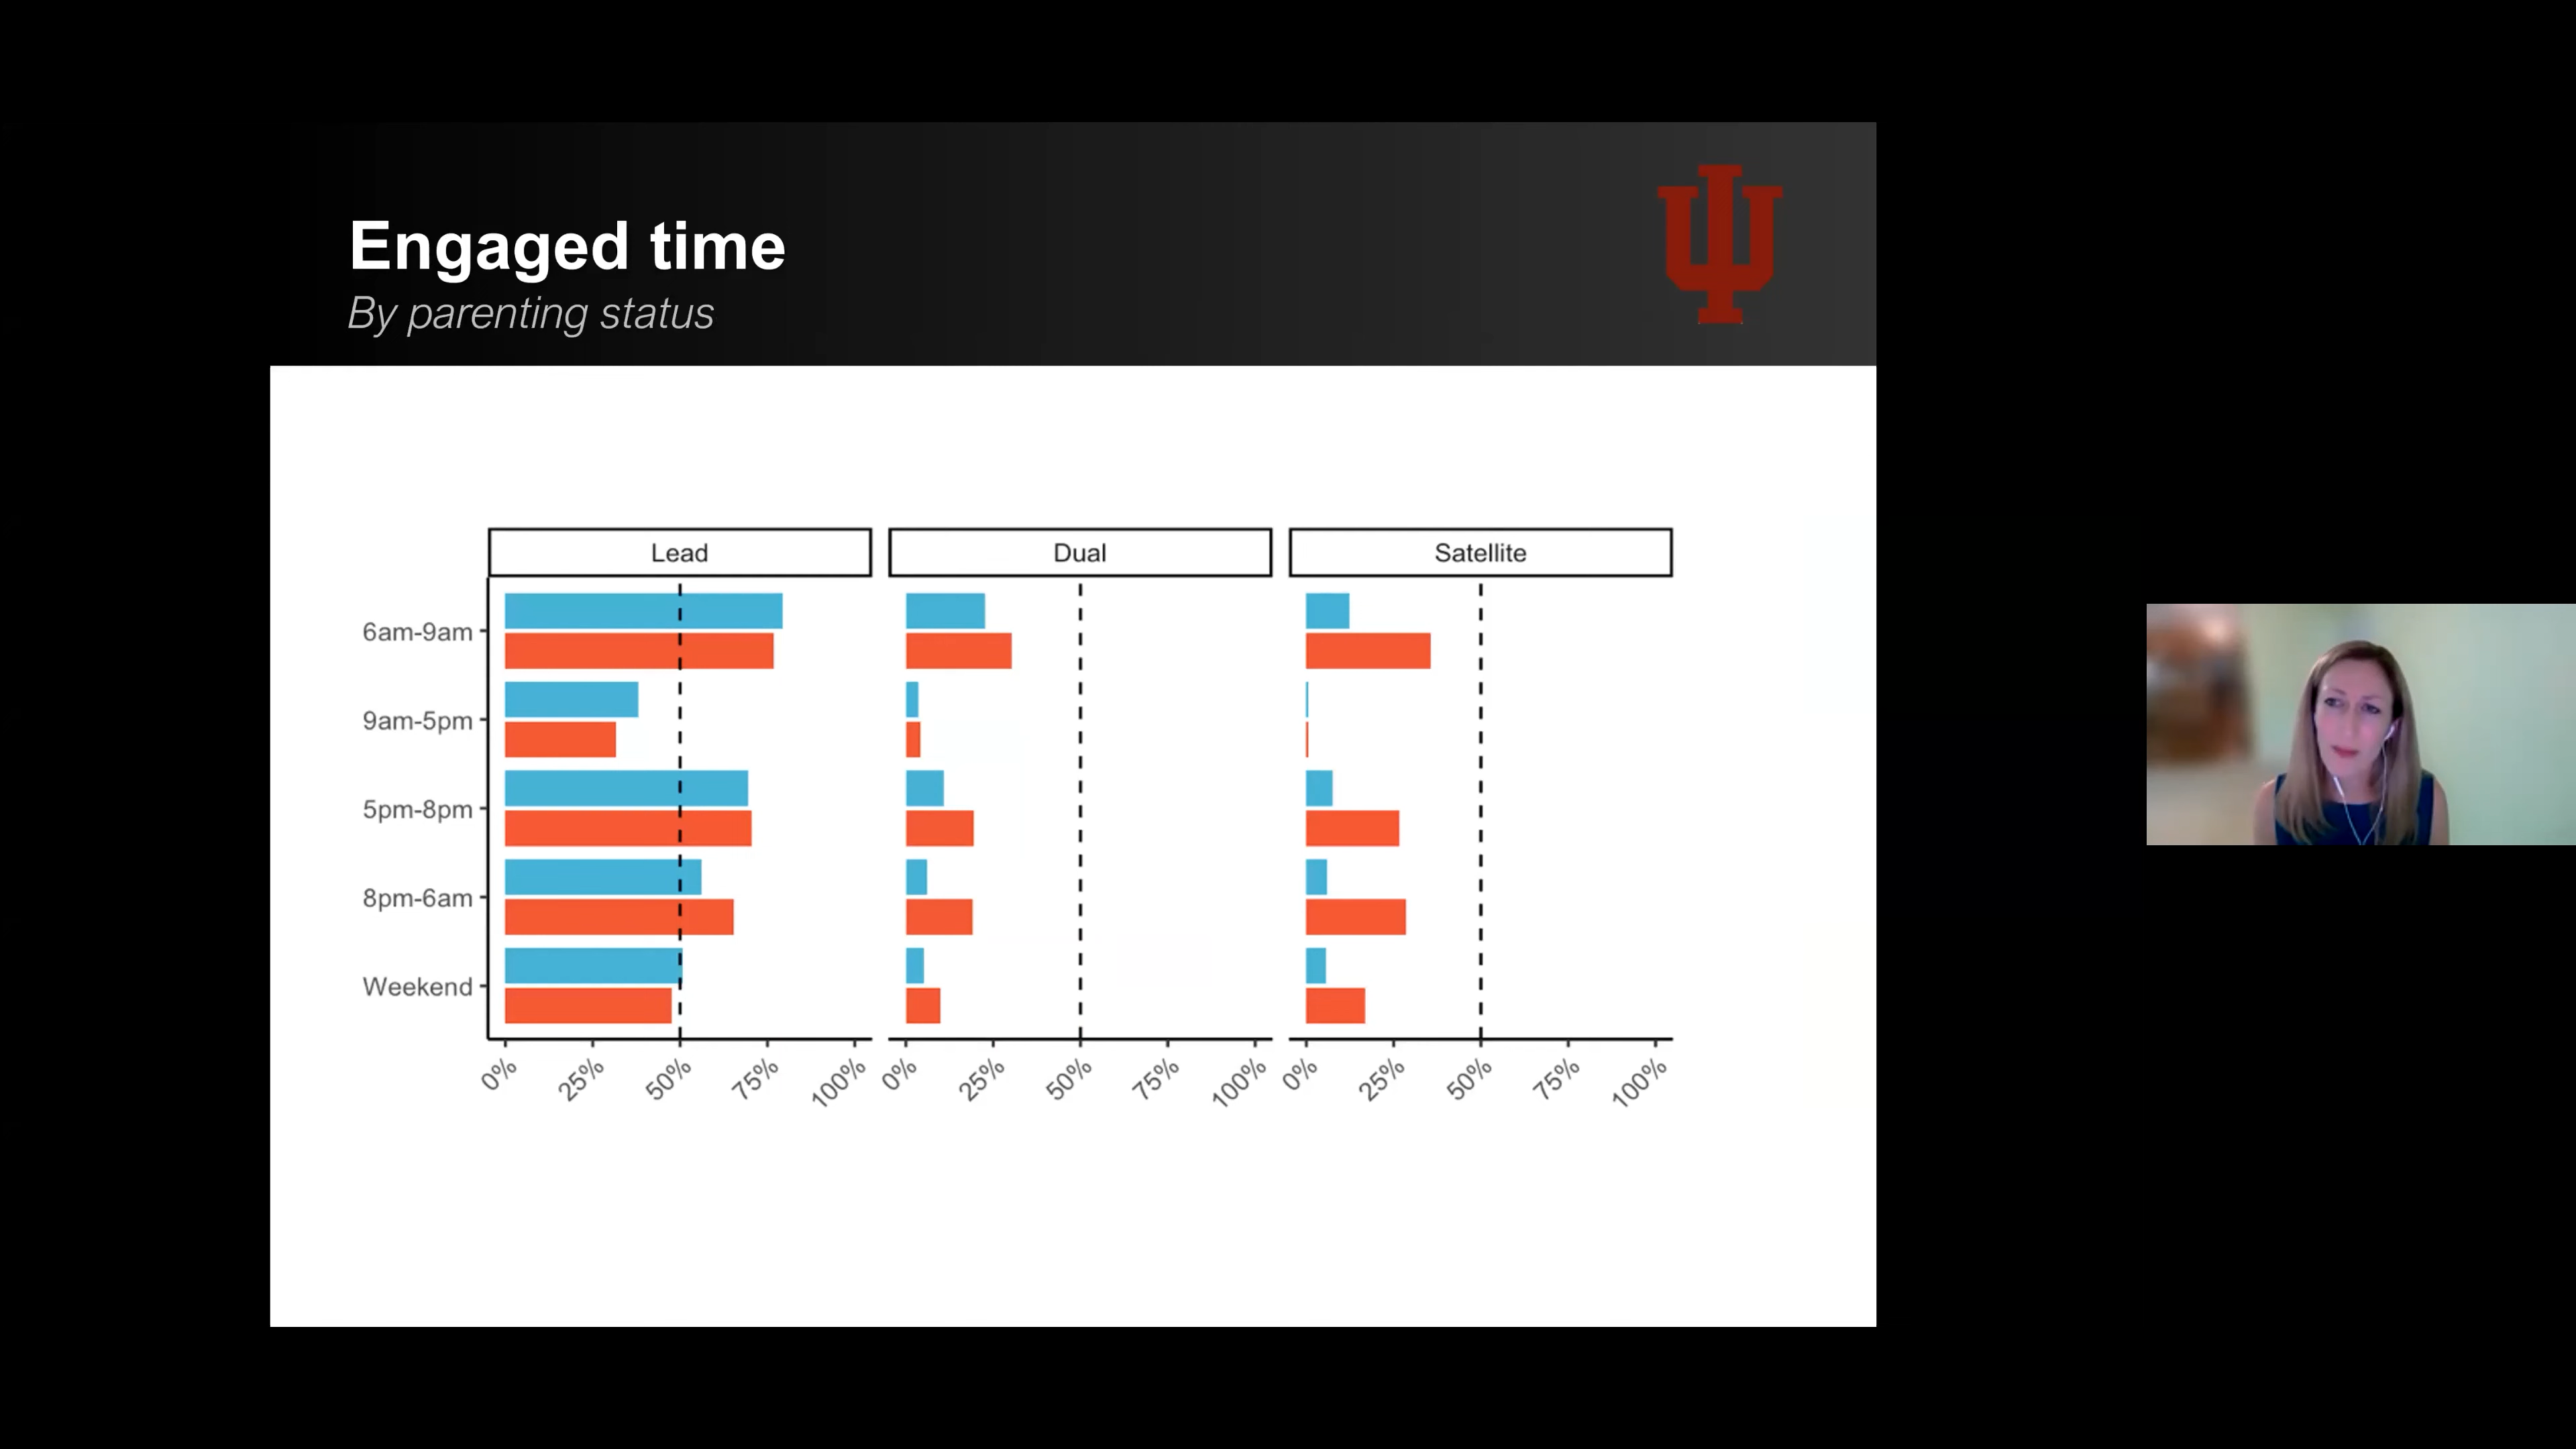 Engaged time
By parenting status
Lead
Dual
Satellite
6am-9am
9am-5pm
5pm-8pm
8pm-6am
Weekend
0% 25% 50% 75% 100%
0% 25% 50% 75% 100%
0% 25% 50% 75% 100%